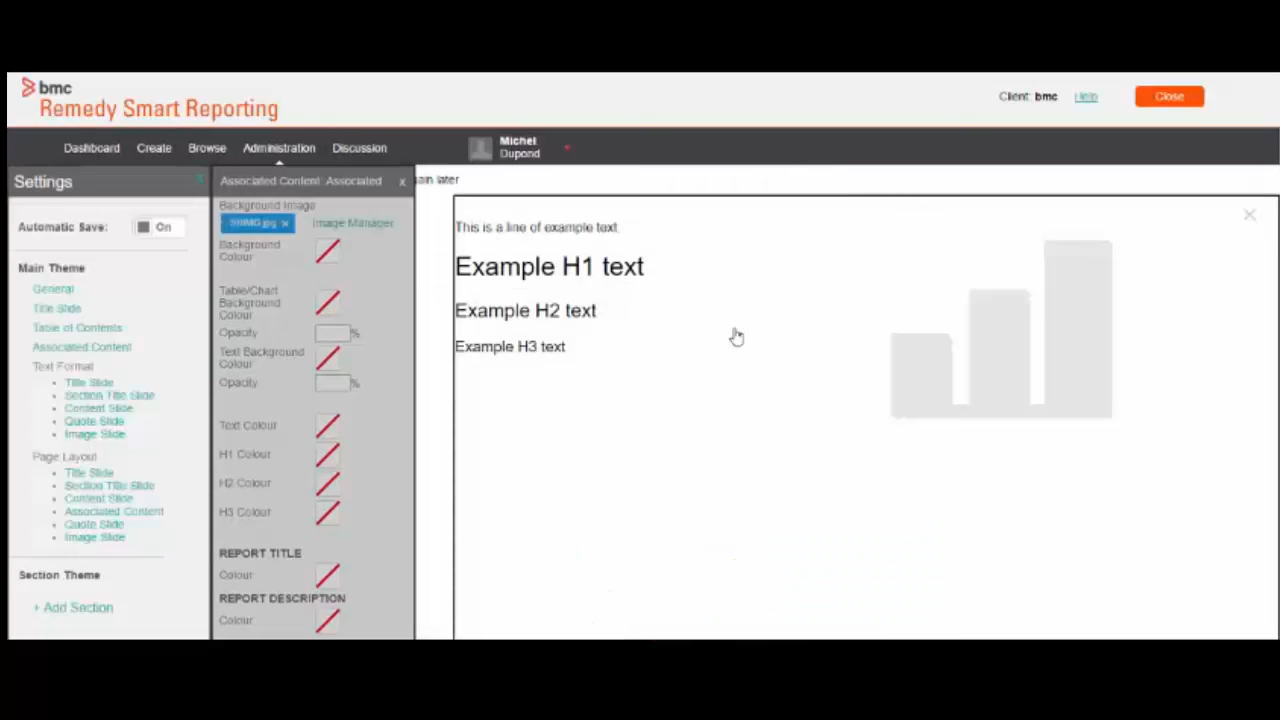 bmc
Remedy Smart Reporting
Client: bmc Help Close
Dashboard Create Browse Administration Discussion
Michel
Dupond
Settings x
Automatic Save: On
Main Theme
General
Title Slide
Table of Contents
Associated Content
Text Format
Title Slide
Section Title Slide
Content Slide
Quote Slide
Image Slide
Page Layout
Title Slide
Section Title Slide
Content Slide
Associated Content
Quote Slide
Image Slide
Section Theme
+ Add Section
Associated Content: Associated x
Background Image
Image Manager
Background
Colour
Table/Chart
Background
Colour
Opacity %
Text Background
Colour
Opacity %
Text Colour
H1 Colour
H2 Colour
H3 Colour
REPORT TITLE
Colour
REPORT DESCRIPTION
Colour
ain later
This is a line of example text
Example H1 text
Example H2 text
Example H3 text